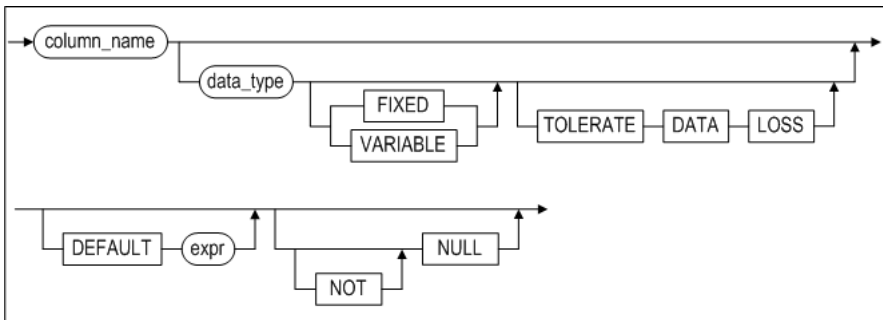 column_name
data_type
FIXED
VARIABLE
TOLERATE DATA LOSS
DEFAULT expr
NULL
NOT